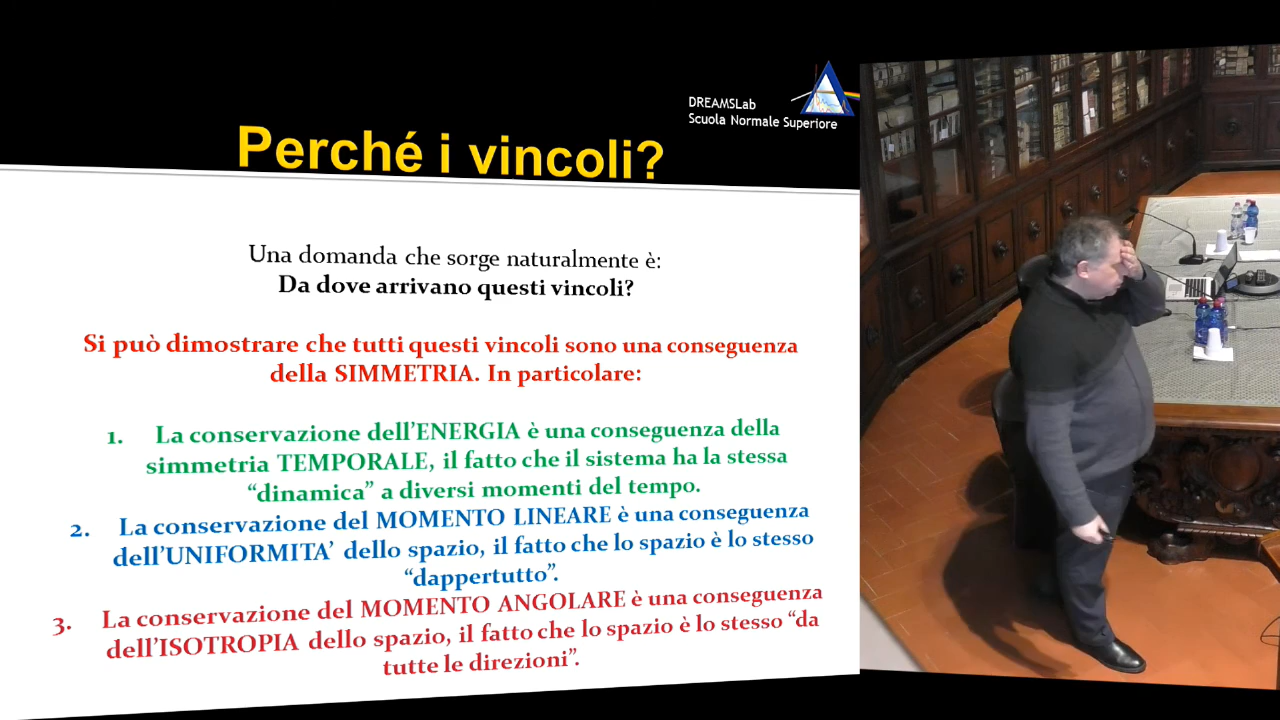 DREAMSLab
Scuola Normale Superiore
Perché i vincoli?
Una domanda che sorge naturalmente è:
Da dove arrivano questi vincoli?
Si può dimostrare che tutti questi vincoli sono una conseguenza
della SIMMETRIA. In particolare:
1. La conservazione dell’ENERGIA è una conseguenza della
simmetria TEMPORALE, il fatto che il sistema ha la stessa
“dinamica” a diversi momenti del tempo.
2. La conservazione del MOMENTO LINEARE è una conseguenza
dell’UNIFORMITA’ dello spazio, il fatto che lo spazio è lo stesso
“dappertutto”.
3. La conservazione del MOMENTO ANGOLARE è una conseguenza
dell’ISOTROPIA dello spazio, il fatto che lo spazio è lo stesso “da
tutte le direzioni”.